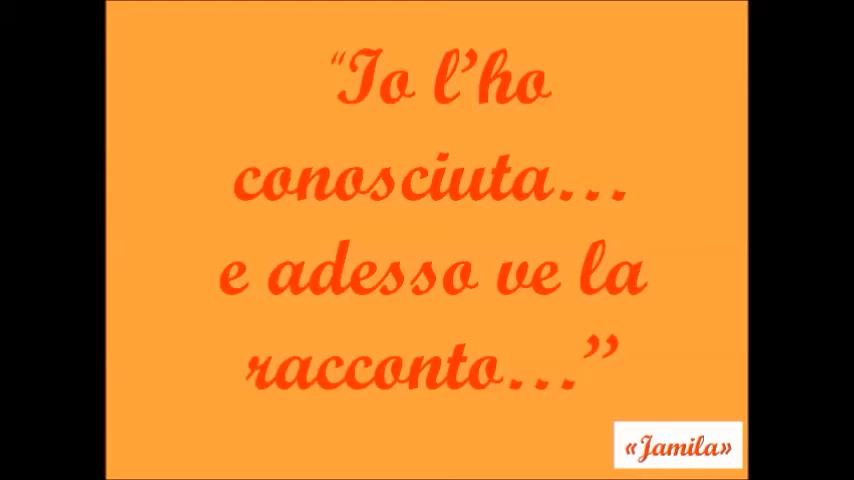 “Io l’ho
conosciuta...
e adesso ve la
racconto...”
«Jamila»